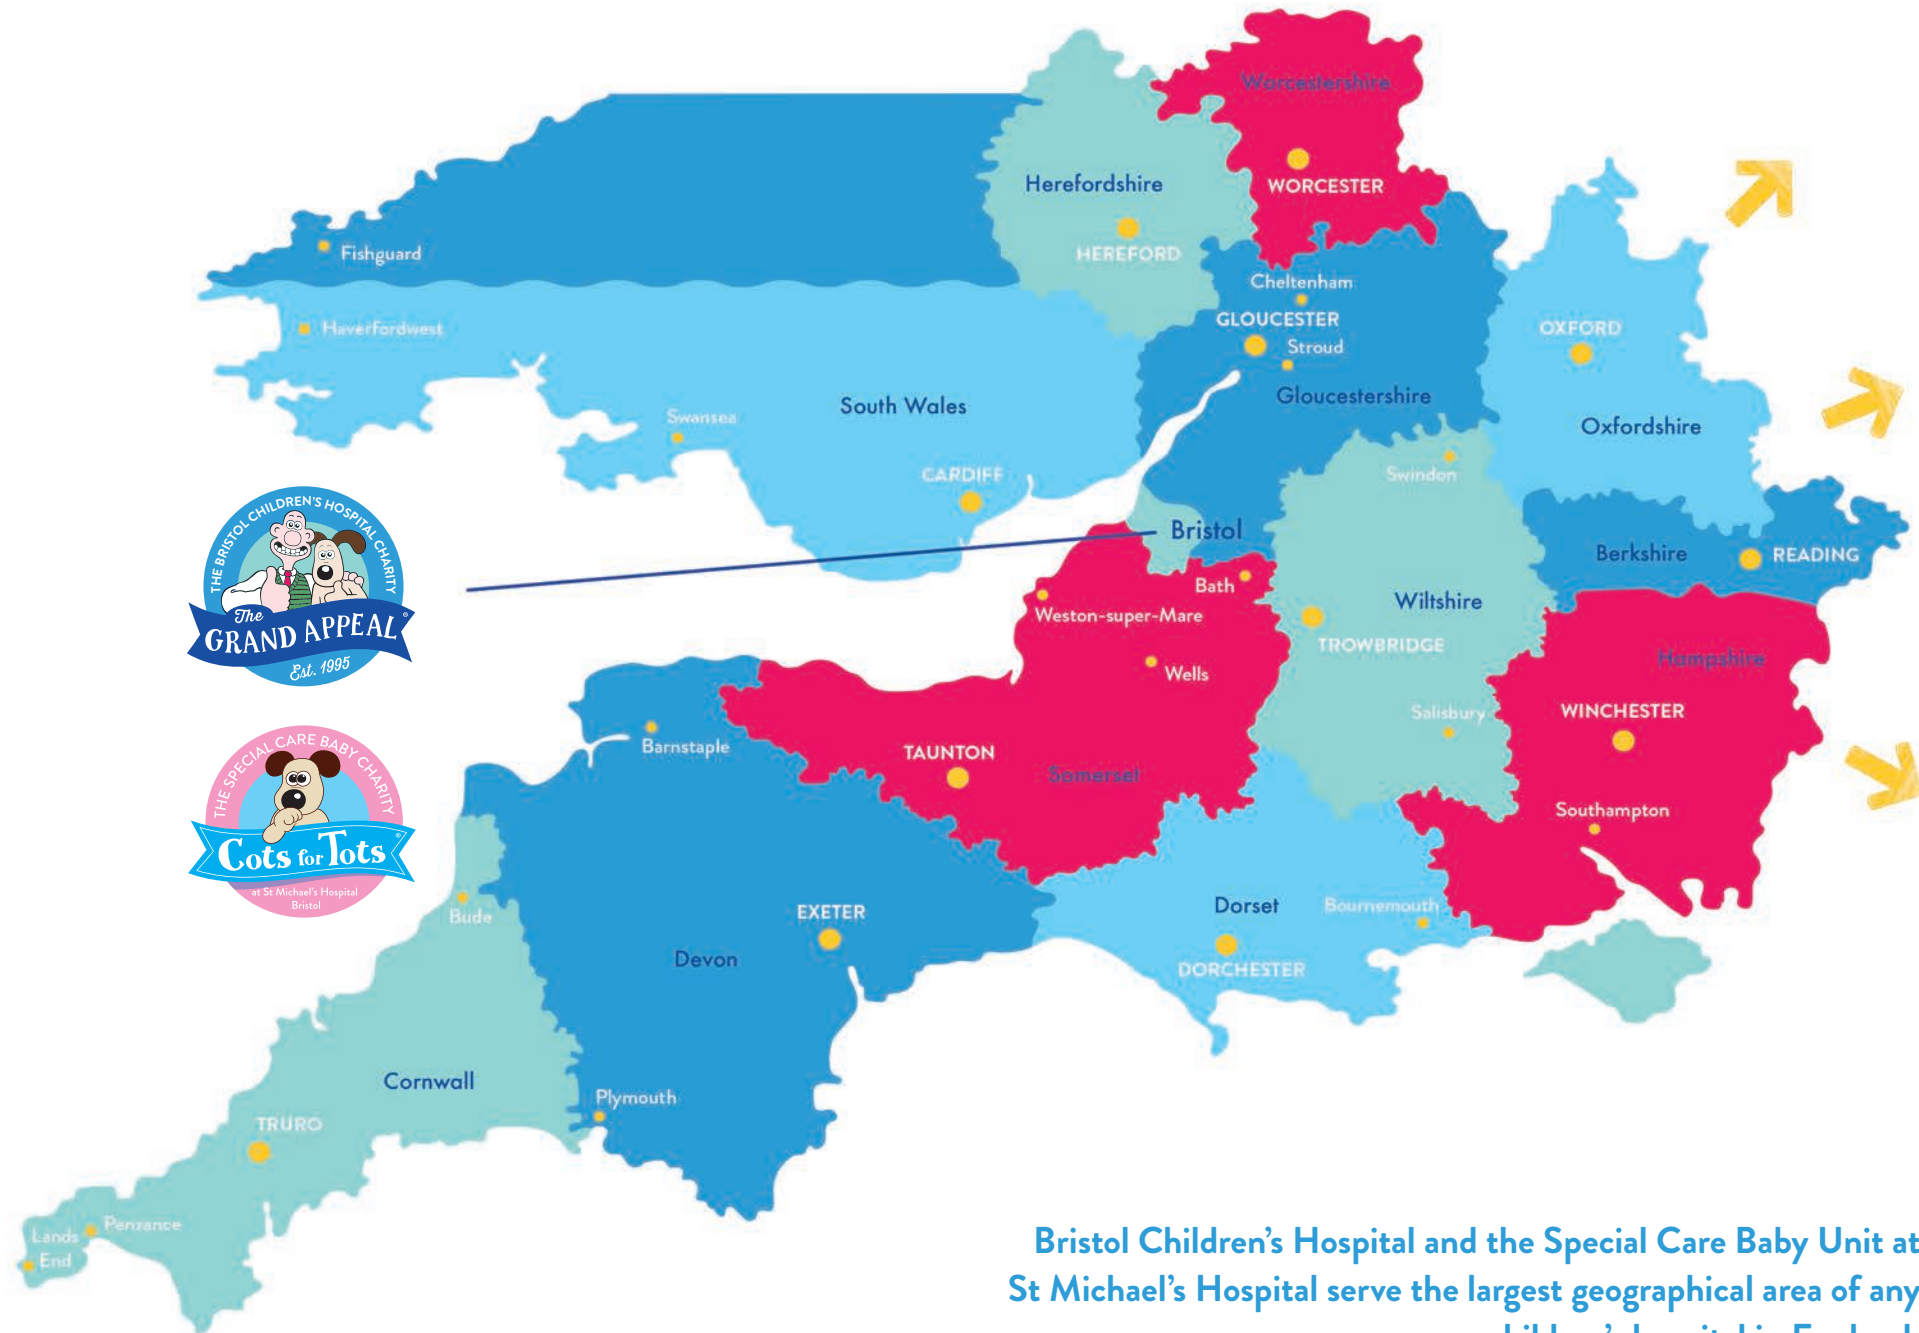 Worcestershire
WORCESTER
Herefordshire
HEREFORD
Fishguard
Cheltenham
GLOUCESTER
Stroud
Gloucestershire
Haverfordwest
OXFORD
Oxfordshire
South Wales
Swansea
CARDIFF
Swindon
Bristol
Berkshire
READING
Bath
Weston-super-Mare
Wells
Wiltshire
TROWBRIDGE
Salisbury
Hampshire
WINCHESTER
Southampton
Barnstaple
TAUNTON
Somerset
THE BRISTOL CHILDREN'S HOSPITAL CHARITY
The
GRAND APPEAL®
Est. 1995
THE SPECIAL CARE BABY CHARITY
Cots for Tots®
at St Michael's Hospital
Bristol
Bude
EXETER
Devon
Dorset
Bournemouth
DORCHESTER
Cornwall
Plymouth
TRURO
Penzance
Lands
End
Bristol Children's Hospital and the Special Care Baby Unit at
St Michael's Hospital serve the largest geographical area of any